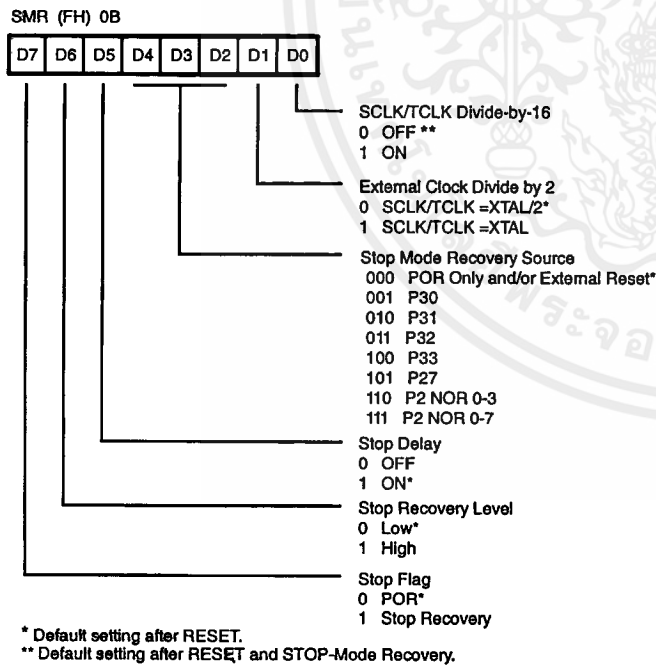 SMR (FH) 0B
D7 D6 D5 D4 D3 D2 D1 D0
SCLK/TCLK Divide-by-16
0 OFF **
1 ON
External Clock Divide by 2
0 SCLK/TCLK =XTAL/2*
1 SCLK/TCLK =XTAL
Stop Mode Recovery Source
000 POR Only and/or External Reset*
001 P30
010 P31
011 P32
100 P33
101 P27
110 P2 NOR 0-3
111 P2 NOR 0-7
Stop Delay
0 OFF
1 ON*
Stop Recovery Level
0 Low*
1 High
Stop Flag
0 POR*
1 Stop Recovery
* Default setting after RESET.
** Default setting after RESET and STOP-Mode Recovery.